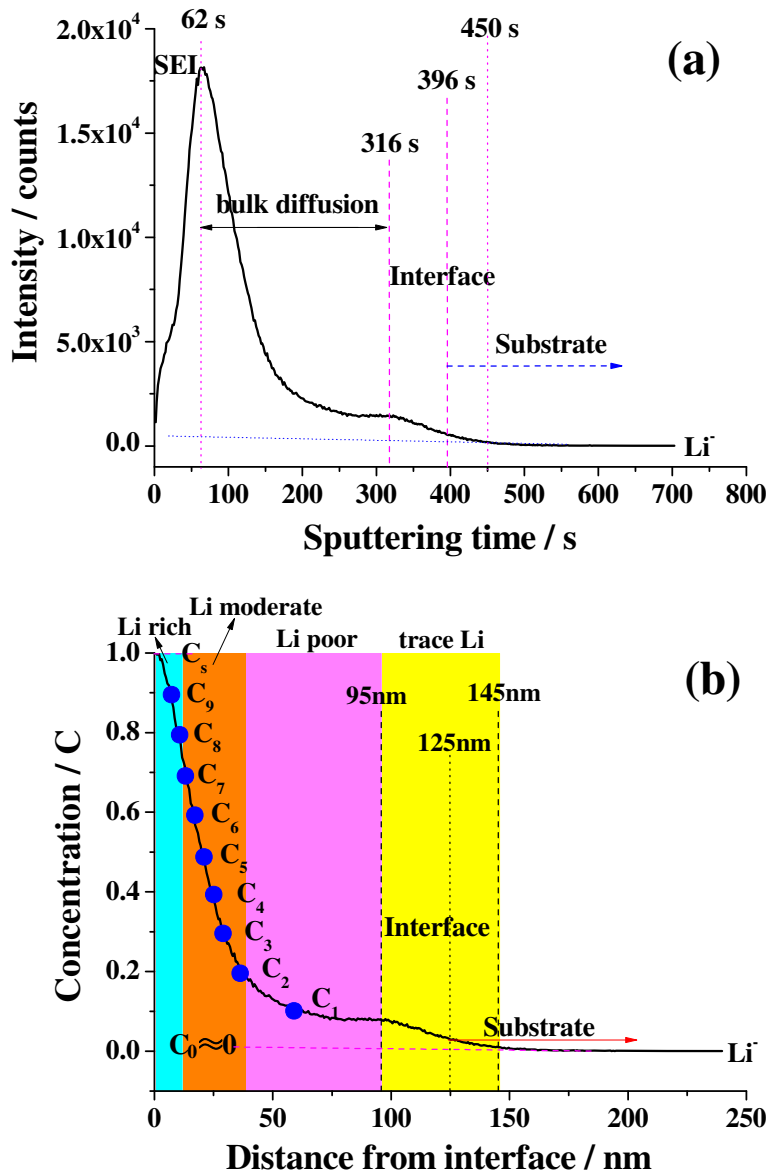 62 s
450 s
(a)
SEI
396 s
316 s
bulk diffusion
Interface
Substrate
Li⁻
2.0x10⁴
1.5x10⁴
1.0x10⁴
5.0x10³
0.0
Intensity / counts
0 100 200 300 400 500 600 700 800
Sputtering time / s
Li moderate
Li rich
Li poor
trace Li
(b)
Cₛ
95nm
145nm
125nm
C₉
C₈
C₇
C₆
C₅
C₄
C₃
C₂
C₁
Interface
Substrate
C₀≈0
Li⁻
1.0
0.8
0.6
0.4
0.2
0.0
Concentration / C
0 50 100 150 200 250
Distance from interface / nm